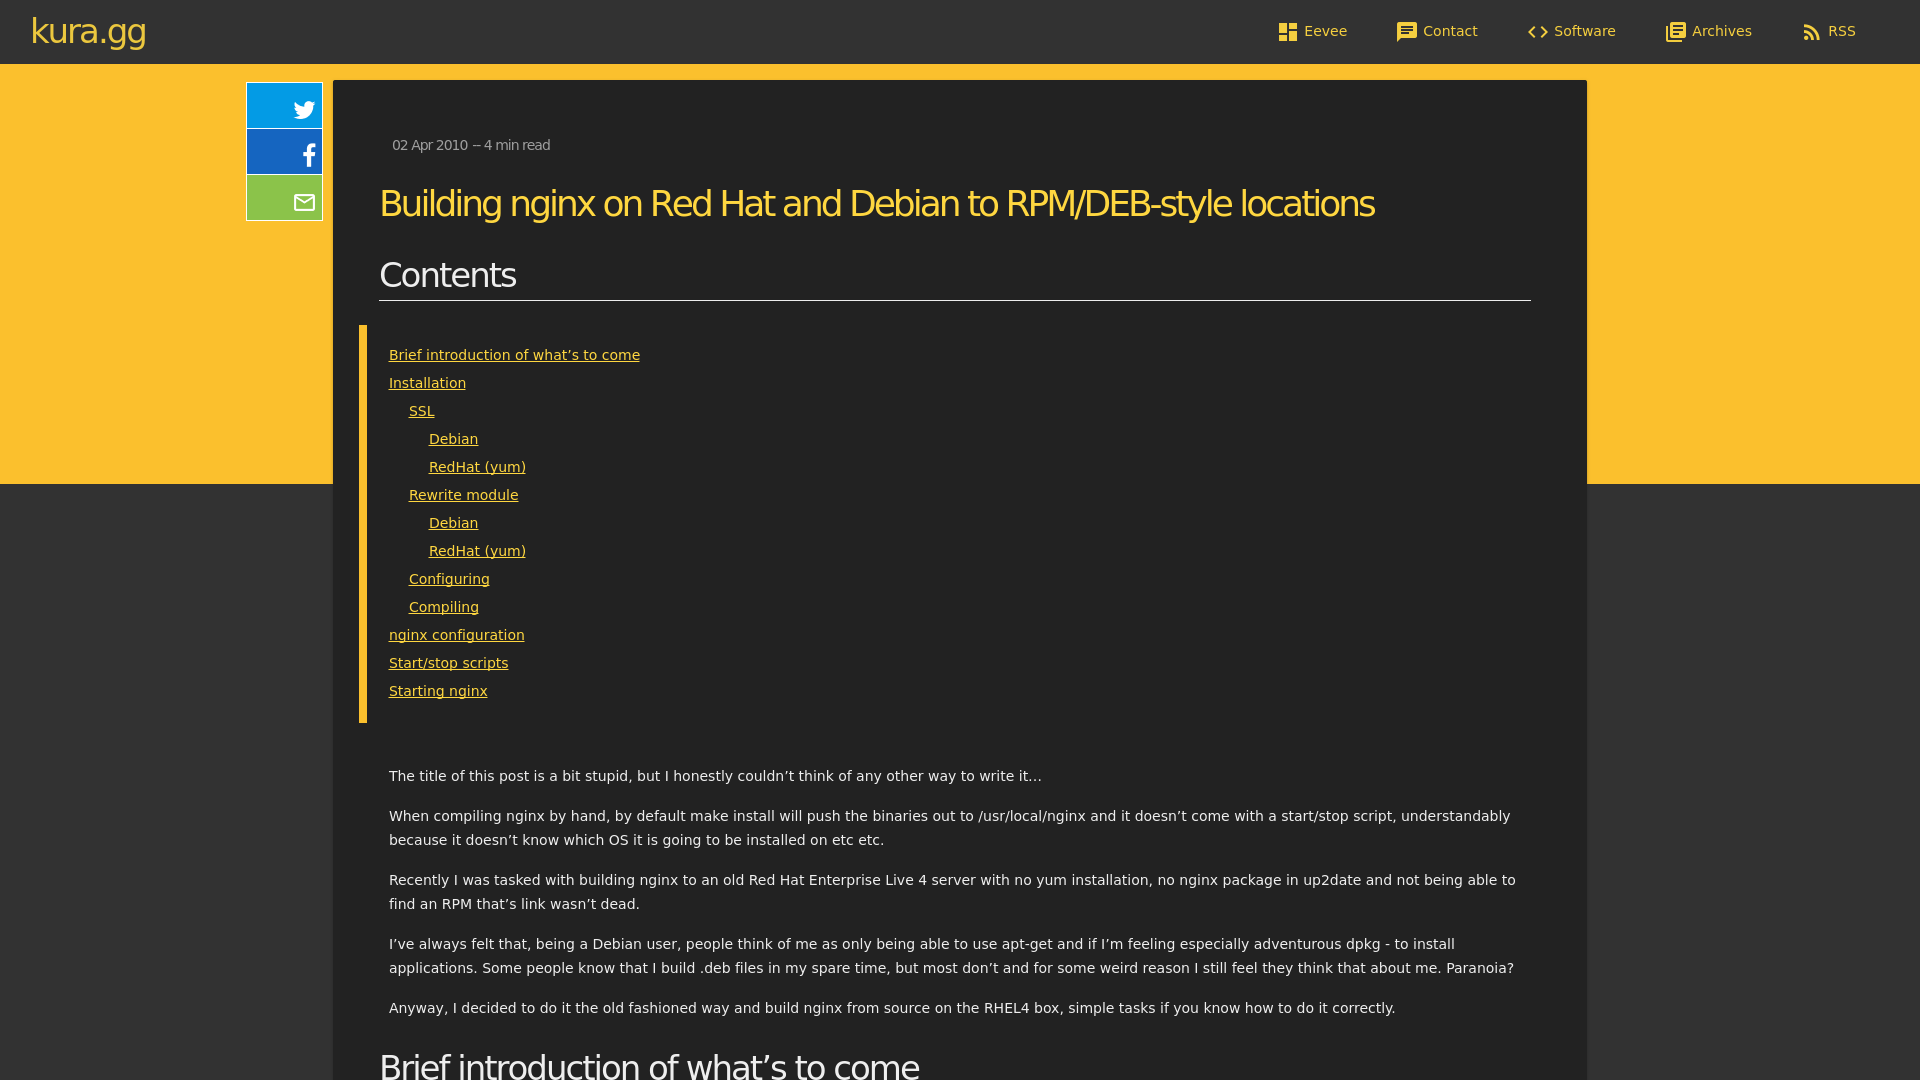 kura.gg
Eevee
Contact
Software
Archives
RSS
02 Apr 2010 -- 4 min read
Building nginx on Red Hat and Debian to RPM/DEB-style locations
Contents
Brief introduction of what’s to come
Installation
SSL
Debian
RedHat (yum)
Rewrite module
Debian
RedHat (yum)
Configuring
Compiling
nginx configuration
Start/stop scripts
Starting nginx
The title of this post is a bit stupid, but I honestly couldn’t think of any other way to write it…
When compiling nginx by hand, by default make install will push the binaries out to /usr/local/nginx and it doesn’t come with a start/stop script, understandably
because it doesn’t know which OS it is going to be installed on etc etc.
Recently I was tasked with building nginx to an old Red Hat Enterprise Live 4 server with no yum installation, no nginx package in up2date and not being able to
find an RPM that’s link wasn’t dead.
I’ve always felt that, being a Debian user, people think of me as only being able to use apt-get and if I’m feeling especially adventurous dpkg - to install
applications. Some people know that I build .deb files in my spare time, but most don’t and for some weird reason I still feel they think that about me. Paranoia?
Anyway, I decided to do it the old fashioned way and build nginx from source on the RHEL4 box, simple tasks if you know how to do it correctly.
Brief introduction of what’s to come